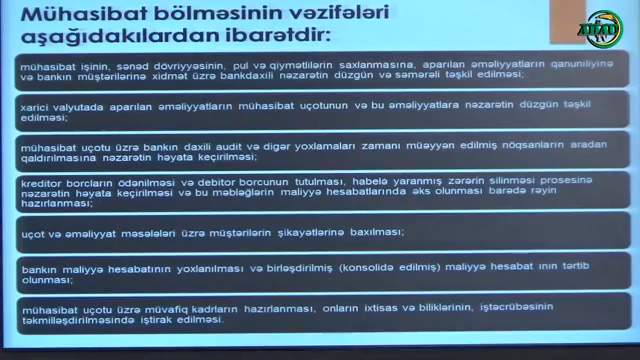 Mühasibat bölməsinin vəzifələri
aşağıdakılardan ibarətdir:
mühasibat işinin, sənəd dövriyyəsinin, pul və qiymətlilərin saxlanmasına, aparılan əməliyyatların qanuniliyinə
və bankın müştərilərinə xidmət üzrə bankdaxili nəzarətin düzgün və səmərəli təşkil edilməsi;
xarici valyutada aparılan əməliyyatların mühasibat uçotunun və bu əməliyyatlara nəzarətin düzgün təşkil
edilməsi;
mühasibat uçotu üzrə bankın daxili audit və digər yoxlamaları zamanı müəyyən edilmiş nöqsanların aradan
qaldırılmasına nəzarətin həyata keçirilməsi;
kreditor borcların ödənilməsi və debitor borcunun tutulması, habelə yaranmış zərərin silinməsi prosesinə
nəzarətin həyata keçirilməsi və bu məbləğlərin maliyyə hesabatlarında əks olunması barədə rəyin
hazırlanması;
uçot və əməliyyat məsələləri üzrə müştərilərin şikayətlərinə baxılması;
bankın maliyyə hesabatının yoxlanılması və birləşdirilmiş (konsolidə edilmiş) maliyyə hesabat ının tərtib
olunması;
mühasibat uçotu üzrə müvafiq kadrların hazırlanması, onların ixtisas və biliklərinin, iştəcrübəsinin
təkmilləşdirilməsində iştirak edilməsi.